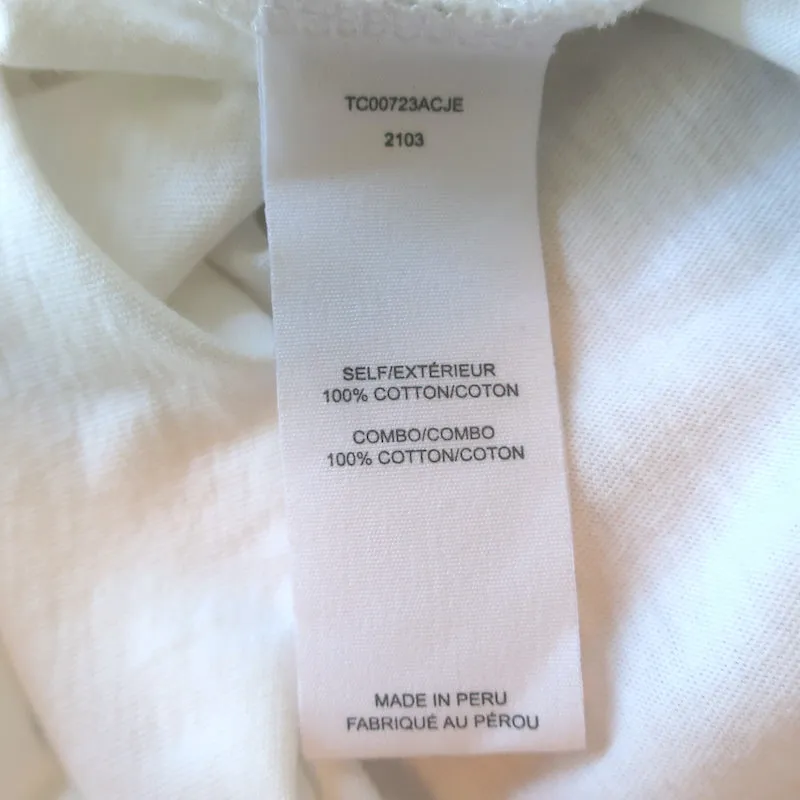 TC00723ACJE
2103
SELF/EXTÉRIEUR
100% COTTON/COTON
COMBO/COMBO
100% COTTON/COTON
MADE IN PERU
FABRIQUÉ AU PÉROU